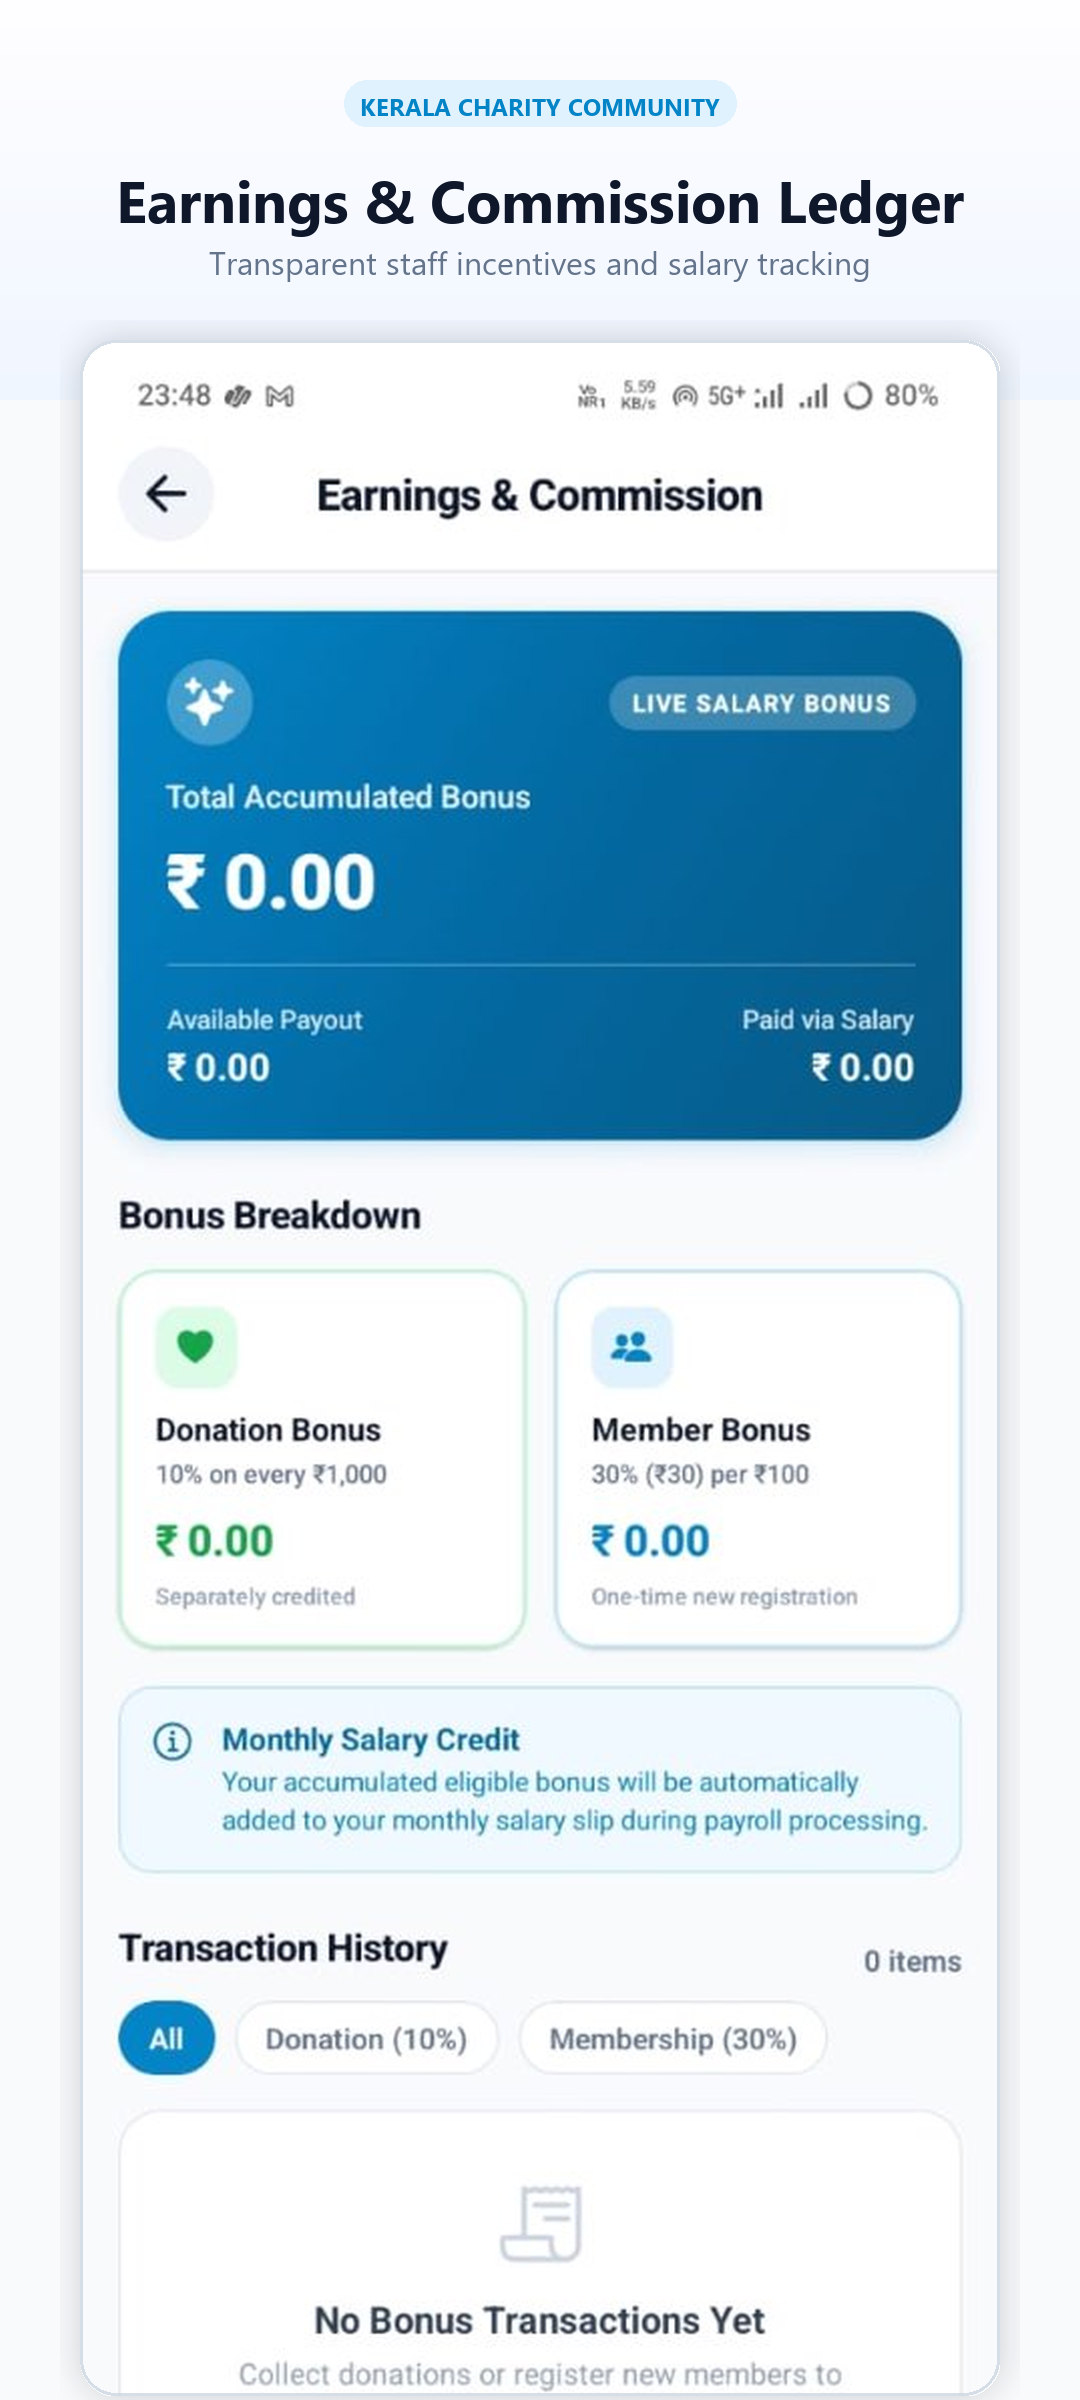 KERALA CHARITY COMMUNITY
Earnings & Commission Ledger
Transparent staff incentives and salary tracking
23:48 Vo NR1 5.59 KB/s 5G+ 80%
Earnings & Commission
LIVE SALARY BONUS
Total Accumulated Bonus
₹ 0.00
Available Payout Paid via Salary
₹ 0.00 ₹ 0.00
Bonus Breakdown
Donation Bonus
10% on every ₹1,000
₹ 0.00
Separately credited
Member Bonus
30% (₹30) per ₹100
₹ 0.00
One-time new registration
Monthly Salary Credit
Your accumulated eligible bonus will be automatically
added to your monthly salary slip during payroll processing.
Transaction History
0 items
All Donation (10%) Membership (30%)
No Bonus Transactions Yet
Collect donations or register new members to